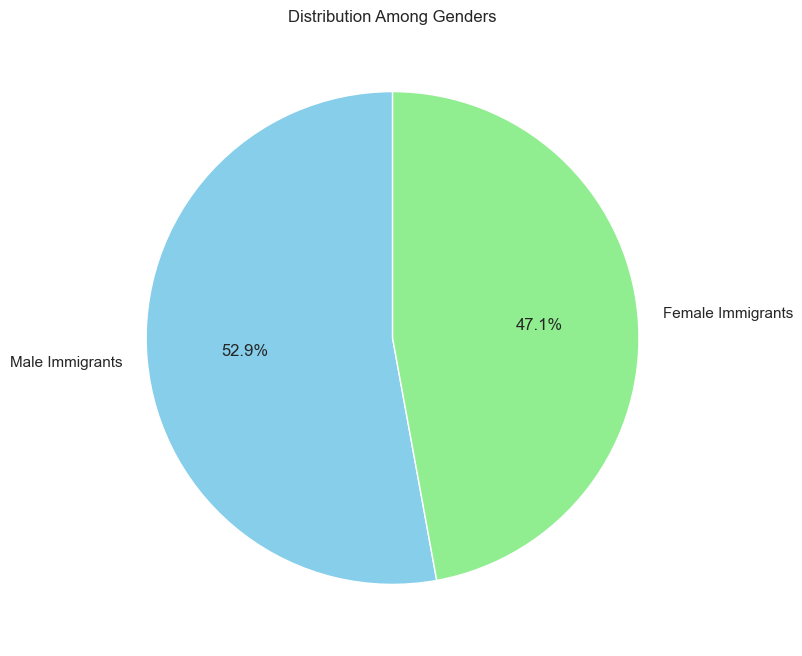 Distribution Among Genders
47.1%
Female Immigrants
52.9%
Male Immigrants